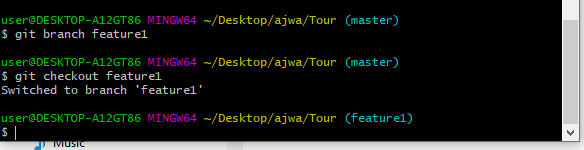 user@DESKTOP-A12GT86 MINGW64 ~/Desktop/ajwa/Tour (master)
$ git branch feature1
user@DESKTOP-A12GT86 MINGW64 ~/Desktop/ajwa/Tour (master)
$ git checkout feature1
Switched to branch 'feature1'
user@DESKTOP-A12GT86 MINGW64 ~/Desktop/ajwa/Tour (feature1)
$
Music